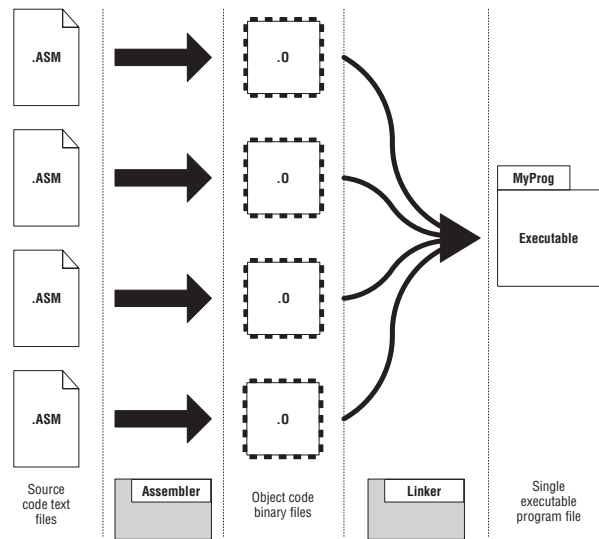 .ASM
.O
.ASM
.O
MyProg
Executable
.ASM
.O
.ASM
.O
Source
code text
files
Assembler
Object code
binary files
Linker
Single
executable
program file